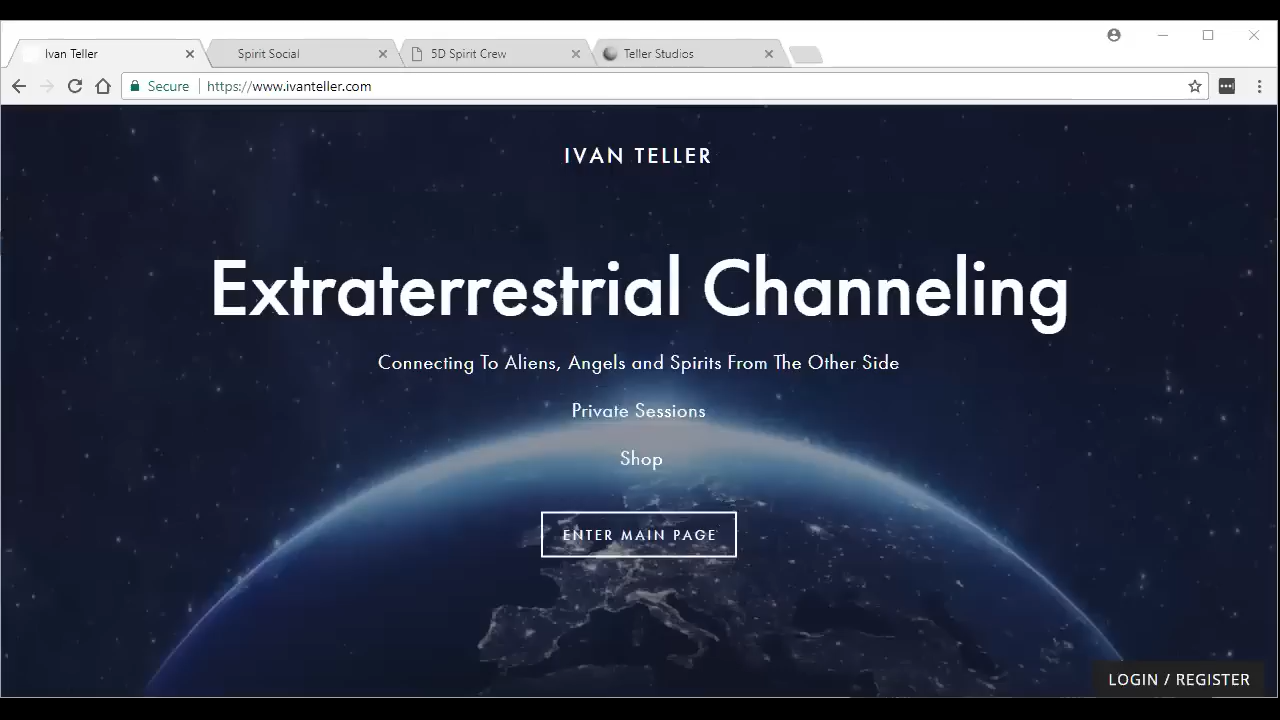 Ivan Teller
Spirit Social
5D Spirit Crew
Teller Studios
Secure
https://www.ivanteller.com
IVAN TELLER
Extraterrestrial Channeling
Connecting To Aliens, Angels and Spirits From The Other Side
Private Sessions
Shop
ENTER MAIN PAGE
LOGIN / REGISTER